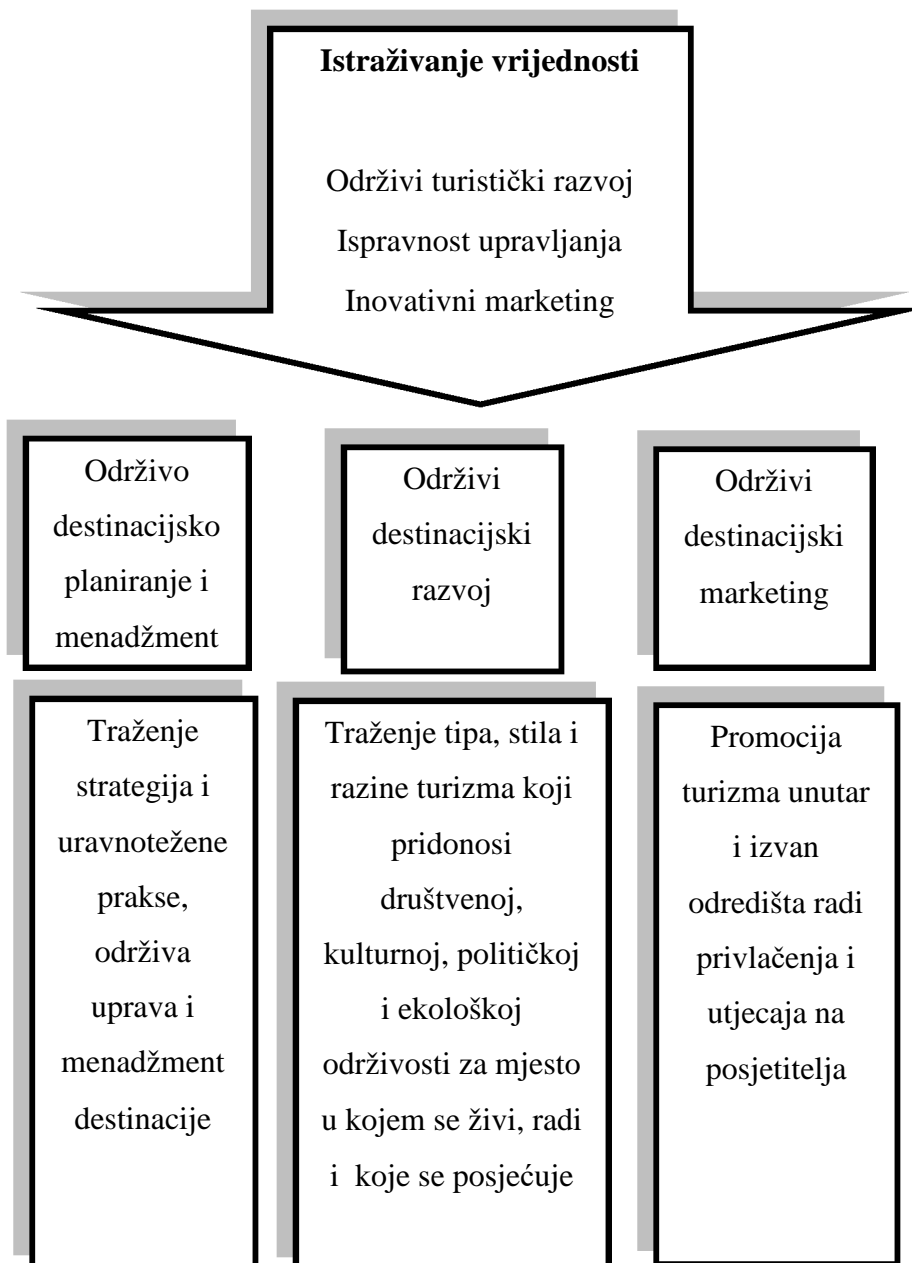 Istraživanje vrijednosti
Održivi turistički razvoj
Ispravnost upravljanja
Inovativni marketing
Održivo
destinacijsko
planiranje i
menadžment
Održivi
destinacijski
razvoj
Održivi
destinacijski
marketing
Traženje
strategija i
uravnotežene
prakse,
održiva
uprava i
menadžment
destinacije
Traženje tipa, stila i
razine turizma koji
pridonosi
društvenoj,
kulturnoj, političkoj
i ekološkoj
održivosti za mjesto
u kojem se živi, radi
i  koje se posjećuje
Promocija
turizma unutar
i izvan
odredišta radi
privlačenja i
utjecaja na
posjetitelja